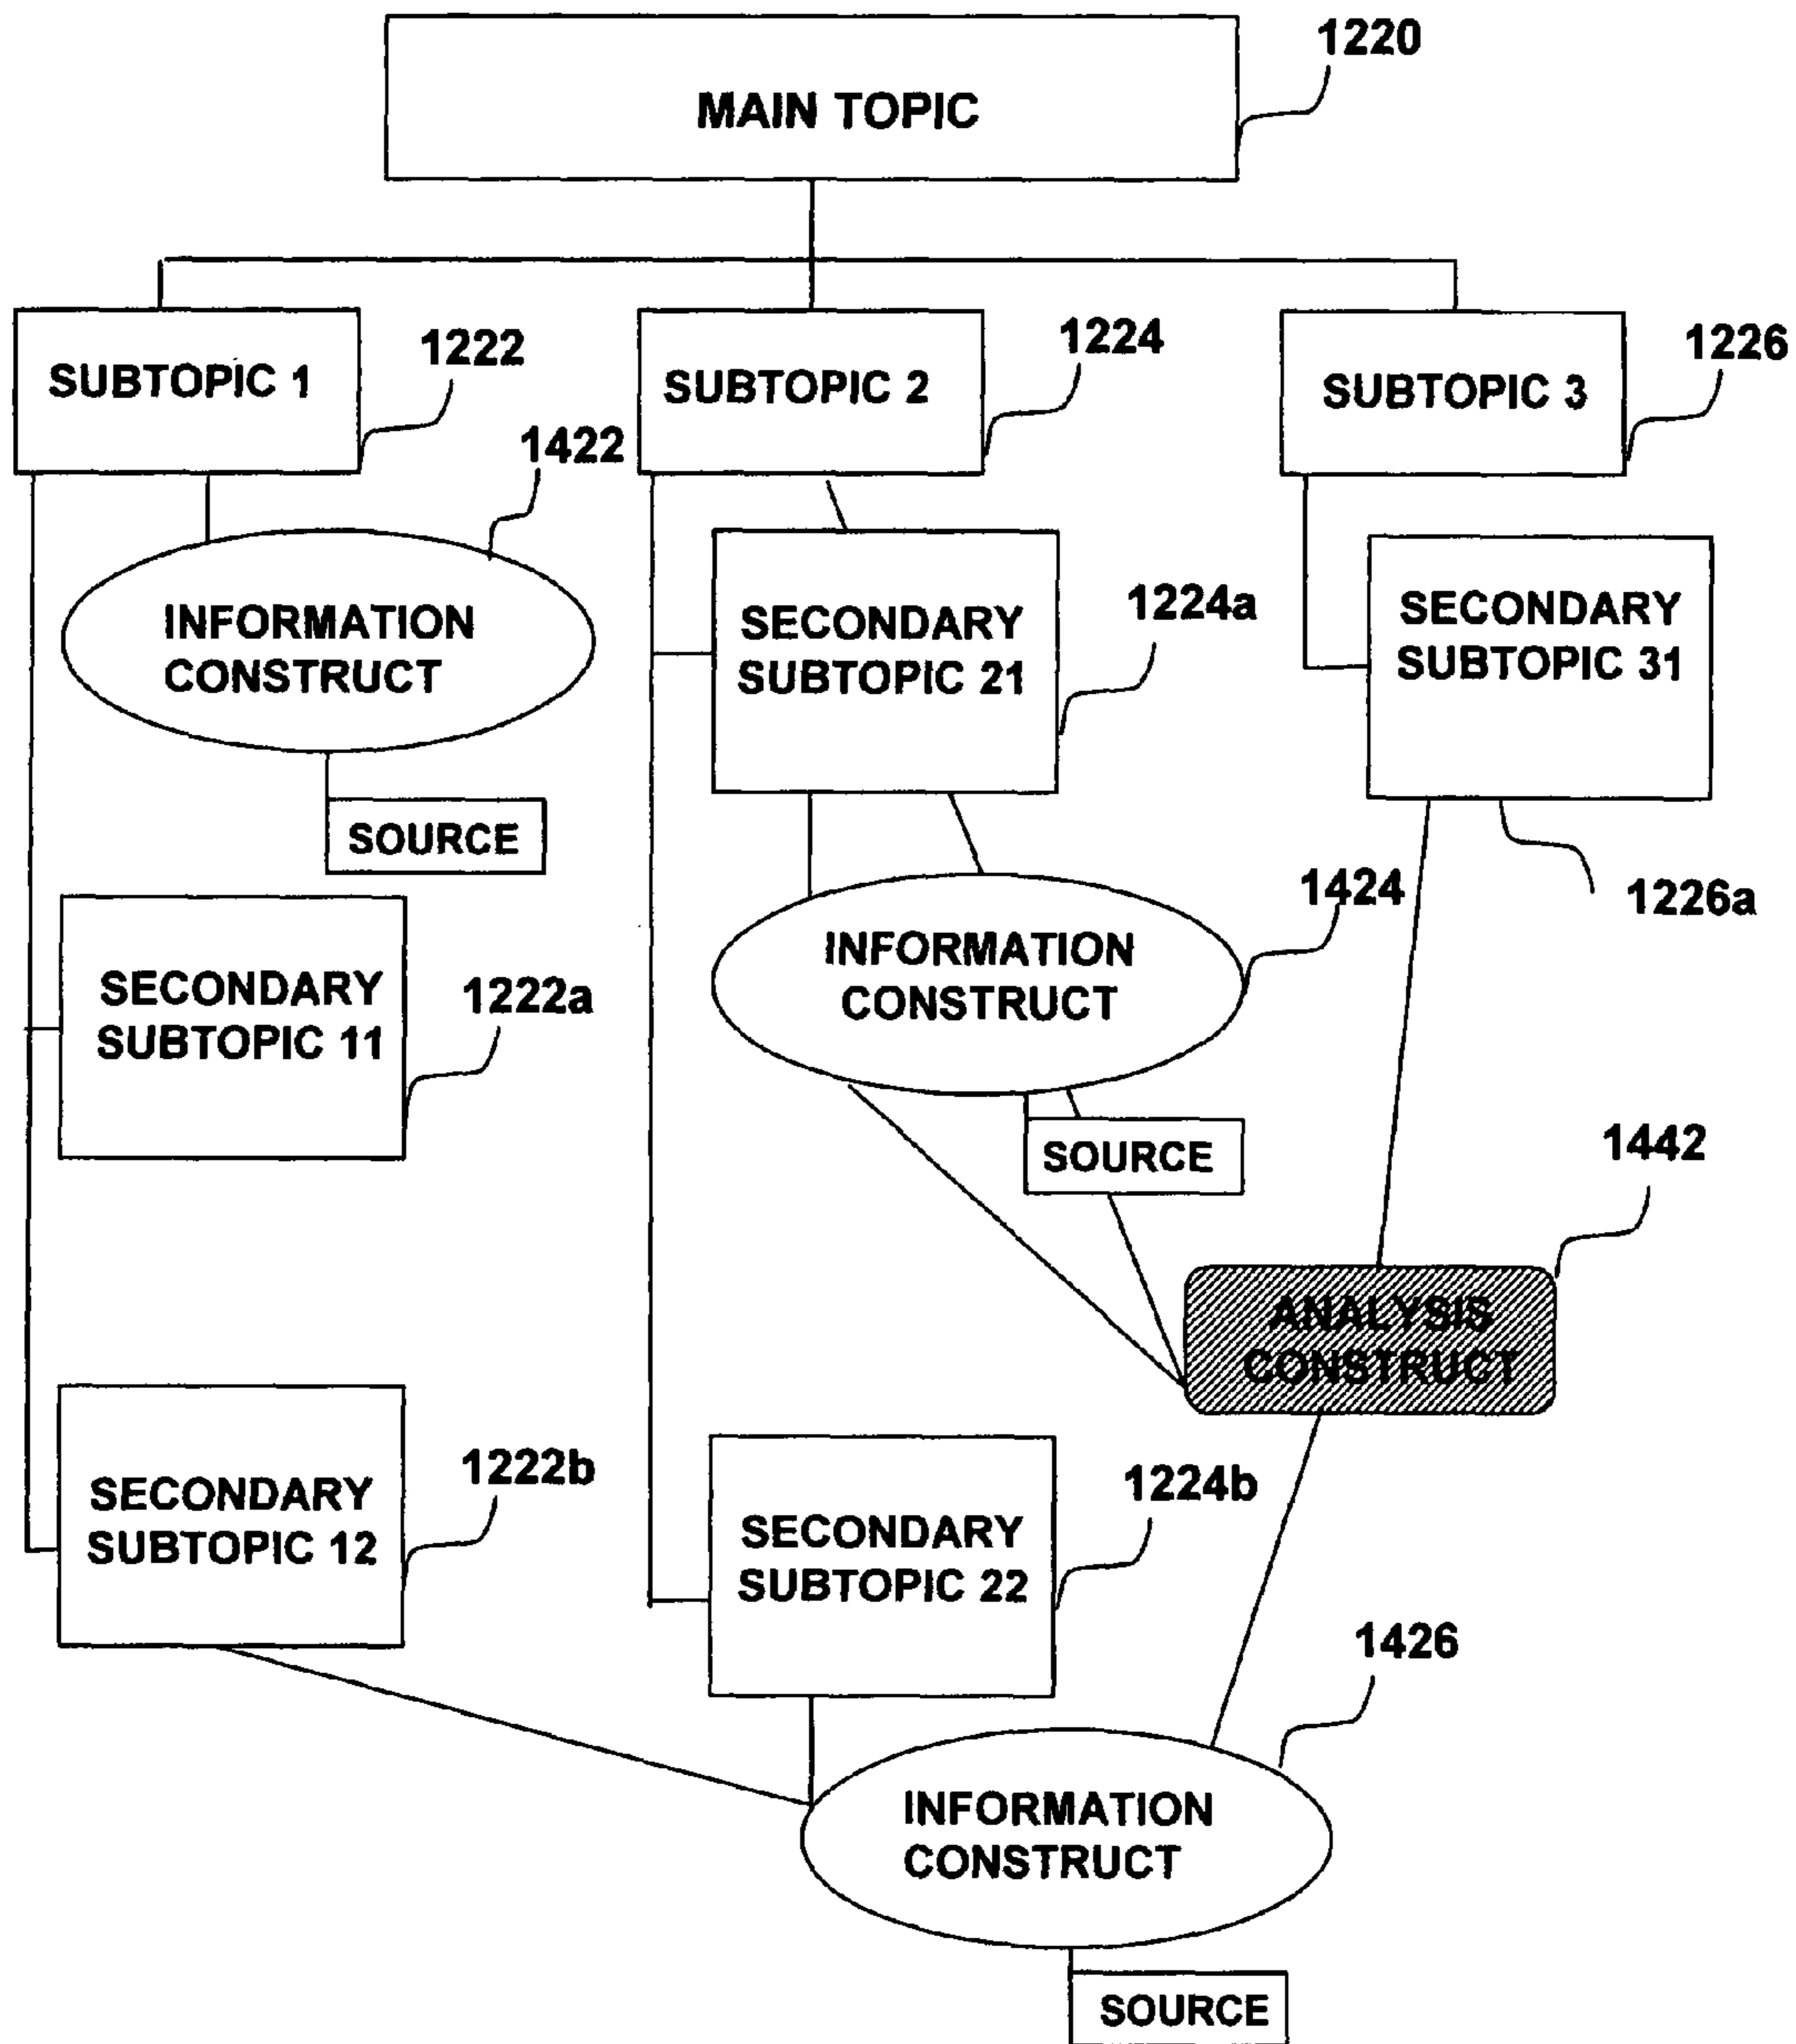 1220
MAIN TOPIC
SUBTOPIC 1
1222
SUBTOPIC 2
1224
SUBTOPIC 3
1226
1422
INFORMATION
CONSTRUCT
SOURCE
SECONDARY
SUBTOPIC 21
1224a
SECONDARY
SUBTOPIC 31
1226a
INFORMATION
CONSTRUCT
1424
SOURCE
SECONDARY
SUBTOPIC 11
1222a
1442
ANALYSIS
CONSTRUCT
SECONDARY
SUBTOPIC 12
1222b
SECONDARY
SUBTOPIC 22
1224b
1426
INFORMATION
CONSTRUCT
SOURCE